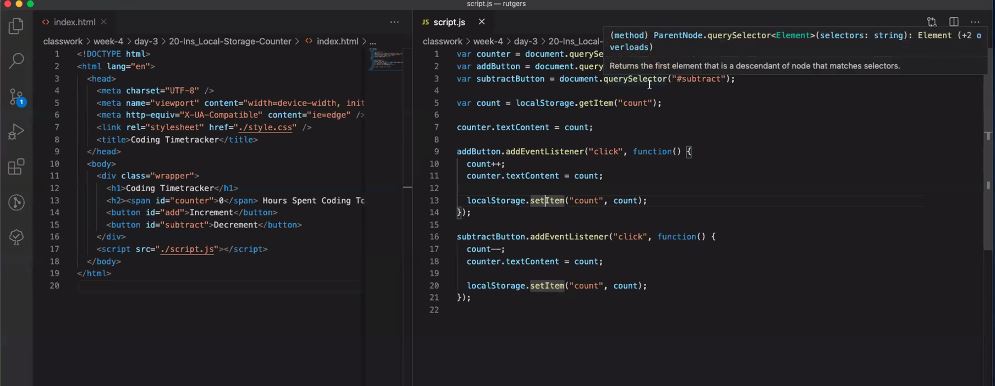 script.js — rutgers
index.html
JS script.js
classwork > week-4 > day-3 > 20-Ins_Local-Storage-Counter > index.html > ...
1 <!DOCTYPE html>
2 <html lang="en">
3 <head>
4 <meta charset="UTF-8" />
5 <meta name="viewport" content="width=device-width, init
6 <meta http-equiv="X-UA-Compatible" content="ie=edge" />
7 <link rel="stylesheet" href="./style.css" />
8 <title>Coding Timetracker</title>
9 </head>
10 <body>
11 <div class="wrapper">
12 <h1>Coding Timetracker</h1>
13 <h2><span id="counter">0</span> Hours Spent Coding To
14 <button id="add">Increment</button>
15 <button id="subtract">Decrement</button>
16 </div>
17 <script src="./script.js"></script>
18 </body>
19 </html>
20
classwork > week-4 > day-3 > 20-Ins_Local-
(method) ParentNode.querySelector<Element>(selectors: string): Element (+2 o
verloads)
Returns the first element that is a descendant of node that matches selectors.
1 var counter = document.queryS
2 var addButton = document.query
3 var subtractButton = document.querySelector("#subtract");
4
5 var count = localStorage.getItem("count");
6
7 counter.textContent = count;
8
9 addButton.addEventListener("click", function() {
10 count++;
11 counter.textContent = count;
12
13 localStorage.setItem("count", count);
14 });
15
16 subtractButton.addEventListener("click", function() {
17 count--;
18 counter.textContent = count;
19
20 localStorage.setItem("count", count);
21 });
22
1